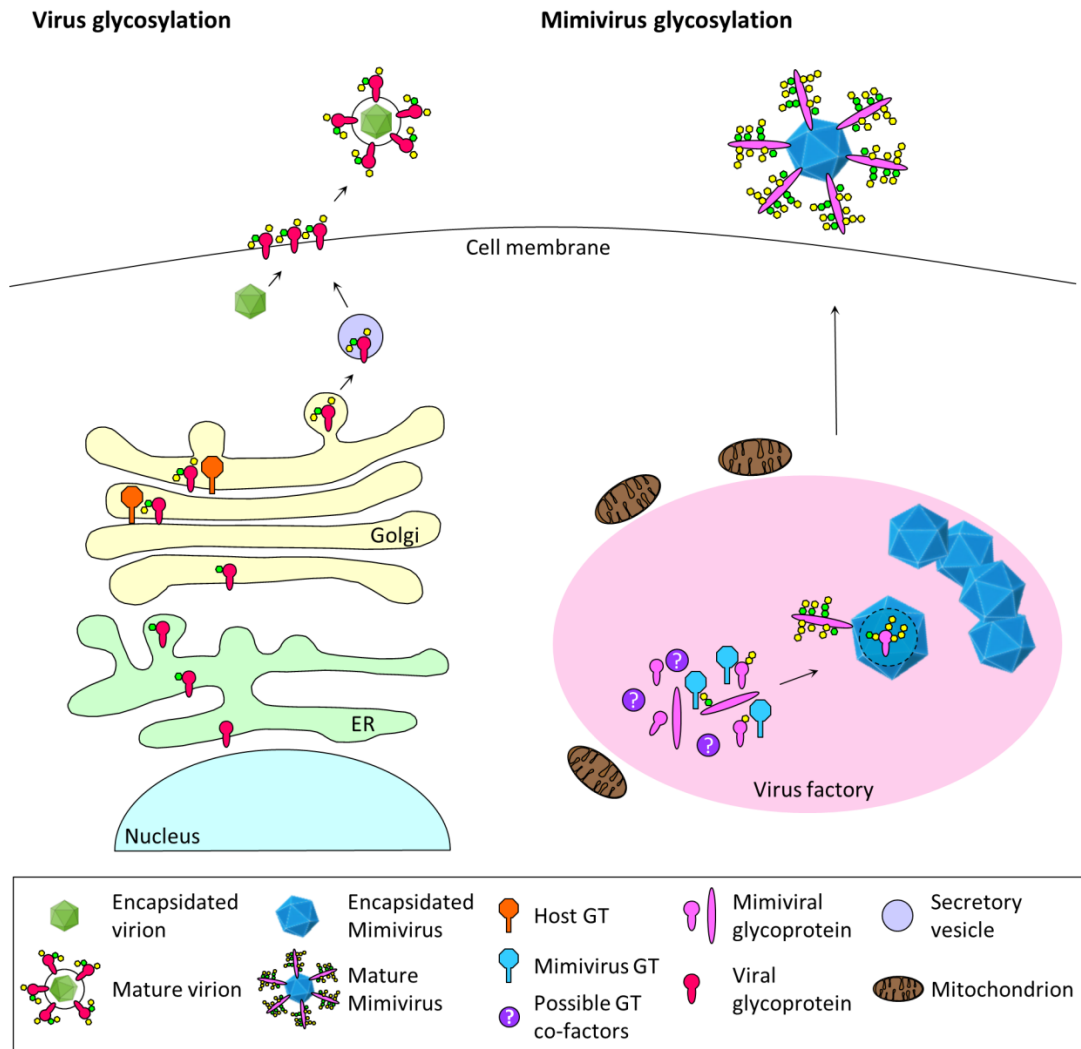 Virus glycosylation
Mimivirus glycosylation
Cell membrane
Golgi
ER
Nucleus
?
?
?
Virus factory
Encapsidated
virion
Mature virion
Encapsidated
Mimivirus
Mature
Mimivirus
Host GT
Mimivirus GT
?
Possible GT
co-factors
Mimiviral
glycoprotein
Viral
glycoprotein
Secretory
vesicle
Mitochondrion